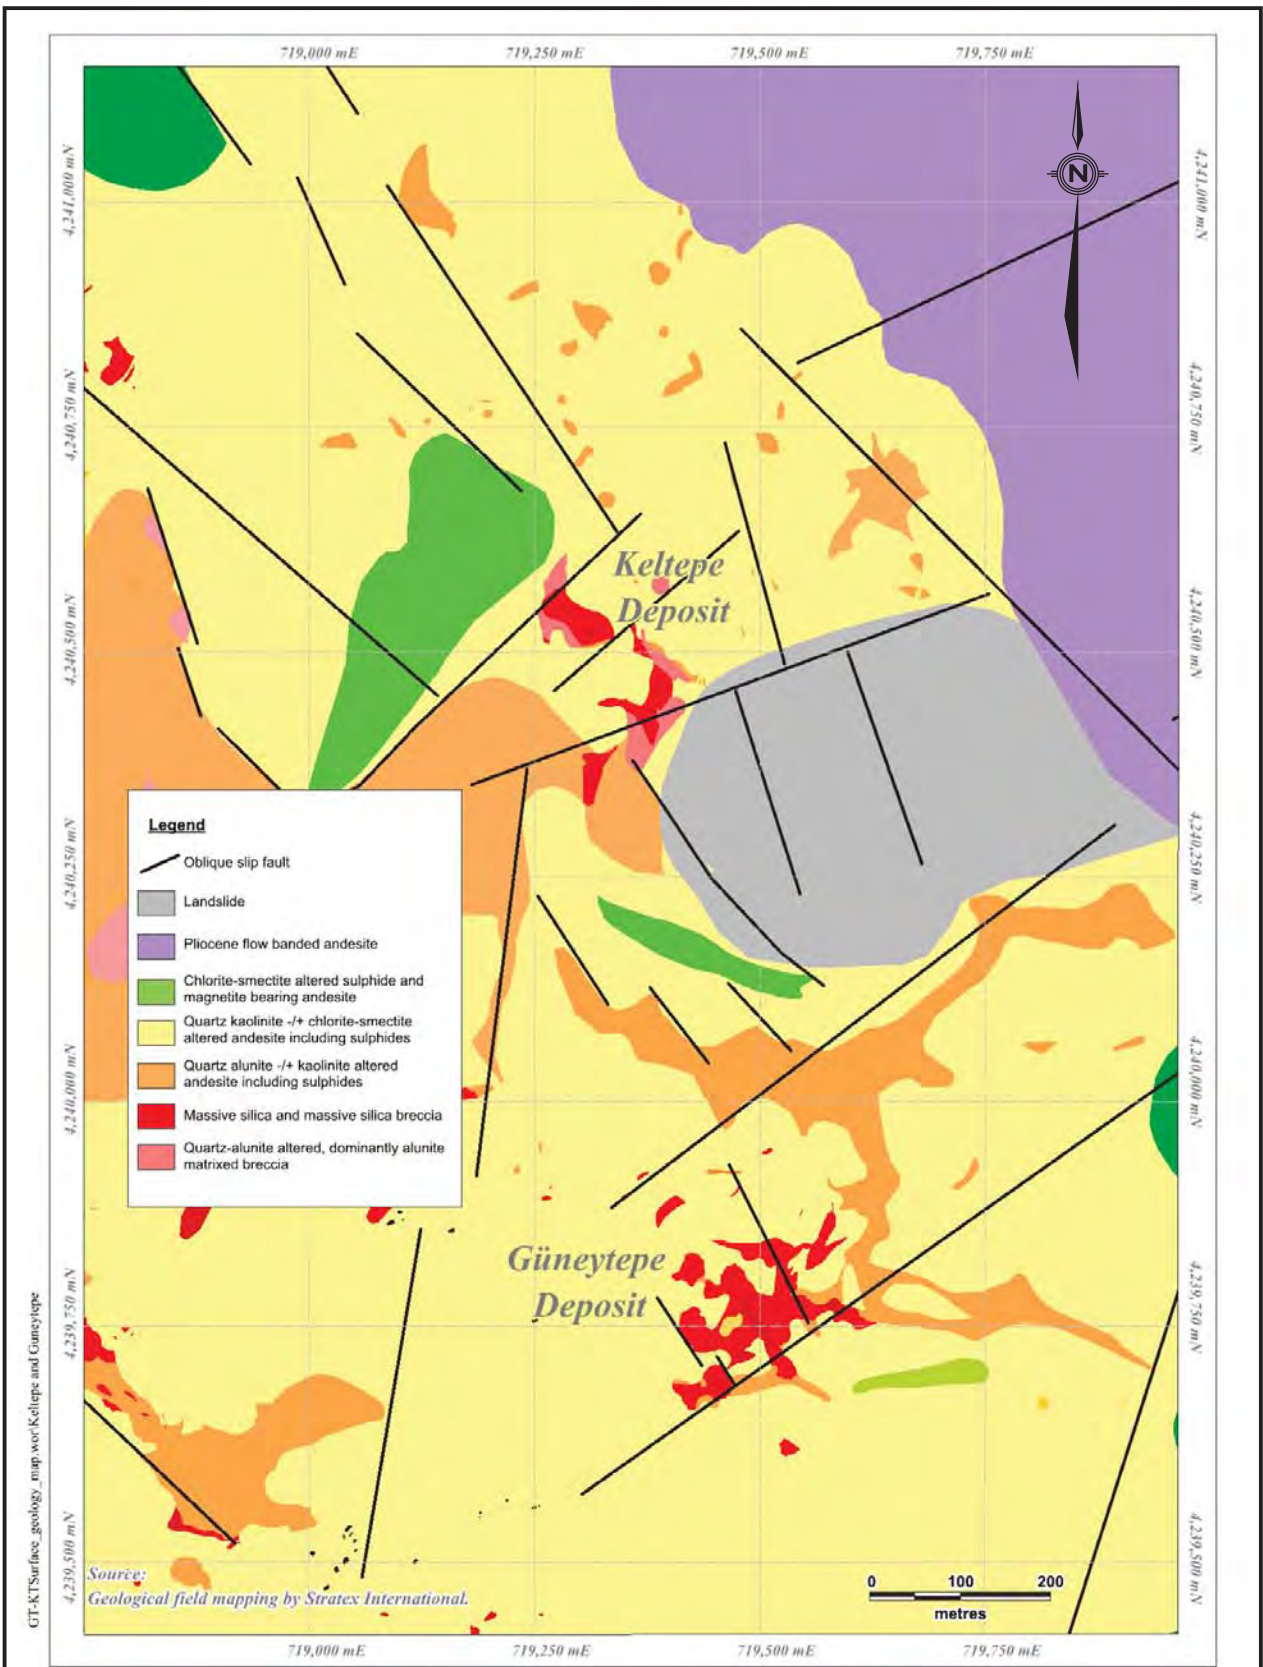 719,000 mE 719,250 mE 719,500 mE 719,750 mE
N
4,241,000 mN
4,241,000 mN
4,240,750 mN
4,240,750 mN
Keltepe
Deposit
4,240,500 mN
4,240,500 mN
Legend
Oblique slip fault
Landslide
Pliocene flow banded andesite
Chlorite-smectite altered sulphide and
magnetite bearing andesite
Quartz kaolinite -/+ chlorite-smectite
altered andesite including sulphides
Quartz alunite -/+ kaolinite altered
andesite including sulphides
Massive silica and massive silica breccia
Quartz-alunite altered, dominantly alunite
matrixed breccia
4,240,250 mN
4,240,250 mN
4,240,000 mN
4,240,000 mN
Güneytepe
Deposit
4,239,750 mN
4,239,750 mN
4,239,500 mN
4,239,500 mN
GT-KTSurface_geology_map.wor\Keltepe and Guneytepe
Source:
Geological field mapping by Stratex International.
0 100 200
metres
719,000 mE 719,250 mE 719,500 mE 719,750 mE